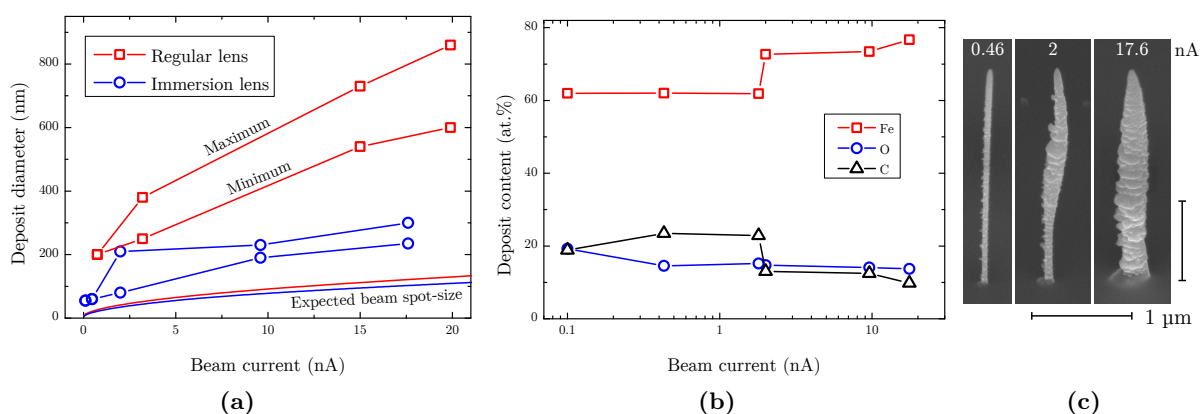 Deposit diameter (nm)
800
600
400
200
0
0
5
10
15
20
Regular lens
Immersion lens
Maximum
Minimum
Expected beam spot-size
Beam current (nA)
(a)
Deposit content (at.%)
80
60
40
20
0
0.1
1
10
Fe
O
C
Beam current (nA)
(b)
0.46
2
17.6
nA
1 µm
(c)